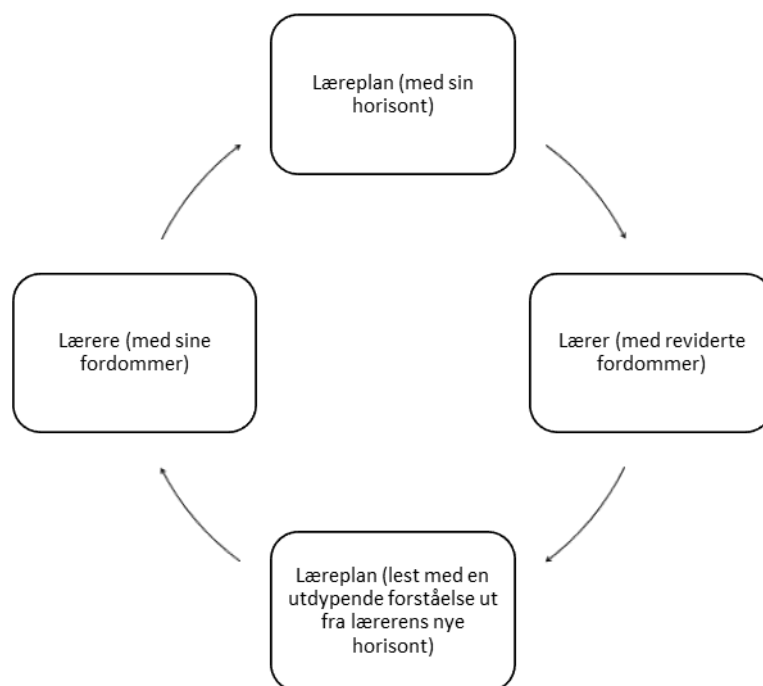 Læreplan (med sin
horisont)
Lærere (med sine
fordommer)
Lærer (med reviderte
fordommer)
Læreplan (lest med en
utdypende forståelse ut
fra lærerens nye
horisont)